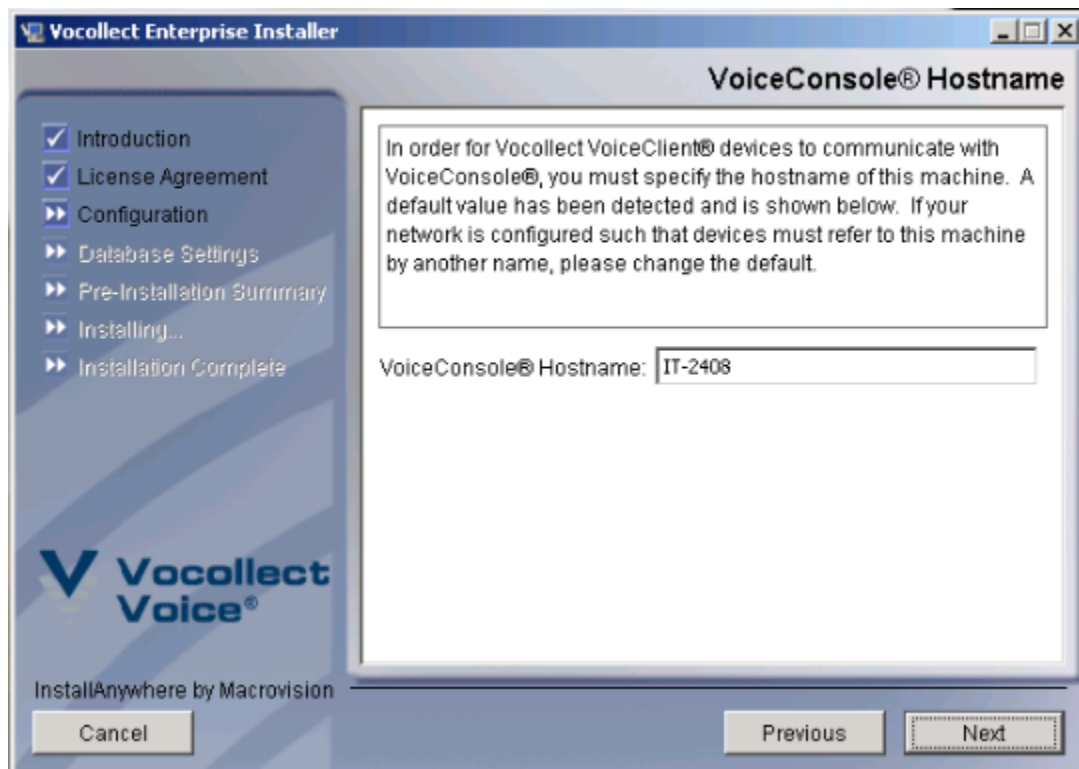 Vocollect Enterprise Installer
VoiceConsole® Hostname
Introduction
License Agreement
Configuration
Database Settings
Pre-Installation Summary
Installing...
Installation Complete
In order for Vocollect VoiceClient® devices to communicate with
VoiceConsole®, you must specify the hostname of this machine. A
default value has been detected and is shown below. If your
network is configured such that devices must refer to this machine
by another name, please change the default.
VoiceConsole® Hostname: IT-2408
Vocollect
Voice®
InstallAnywhere by Macrovision
Cancel
Previous
Next